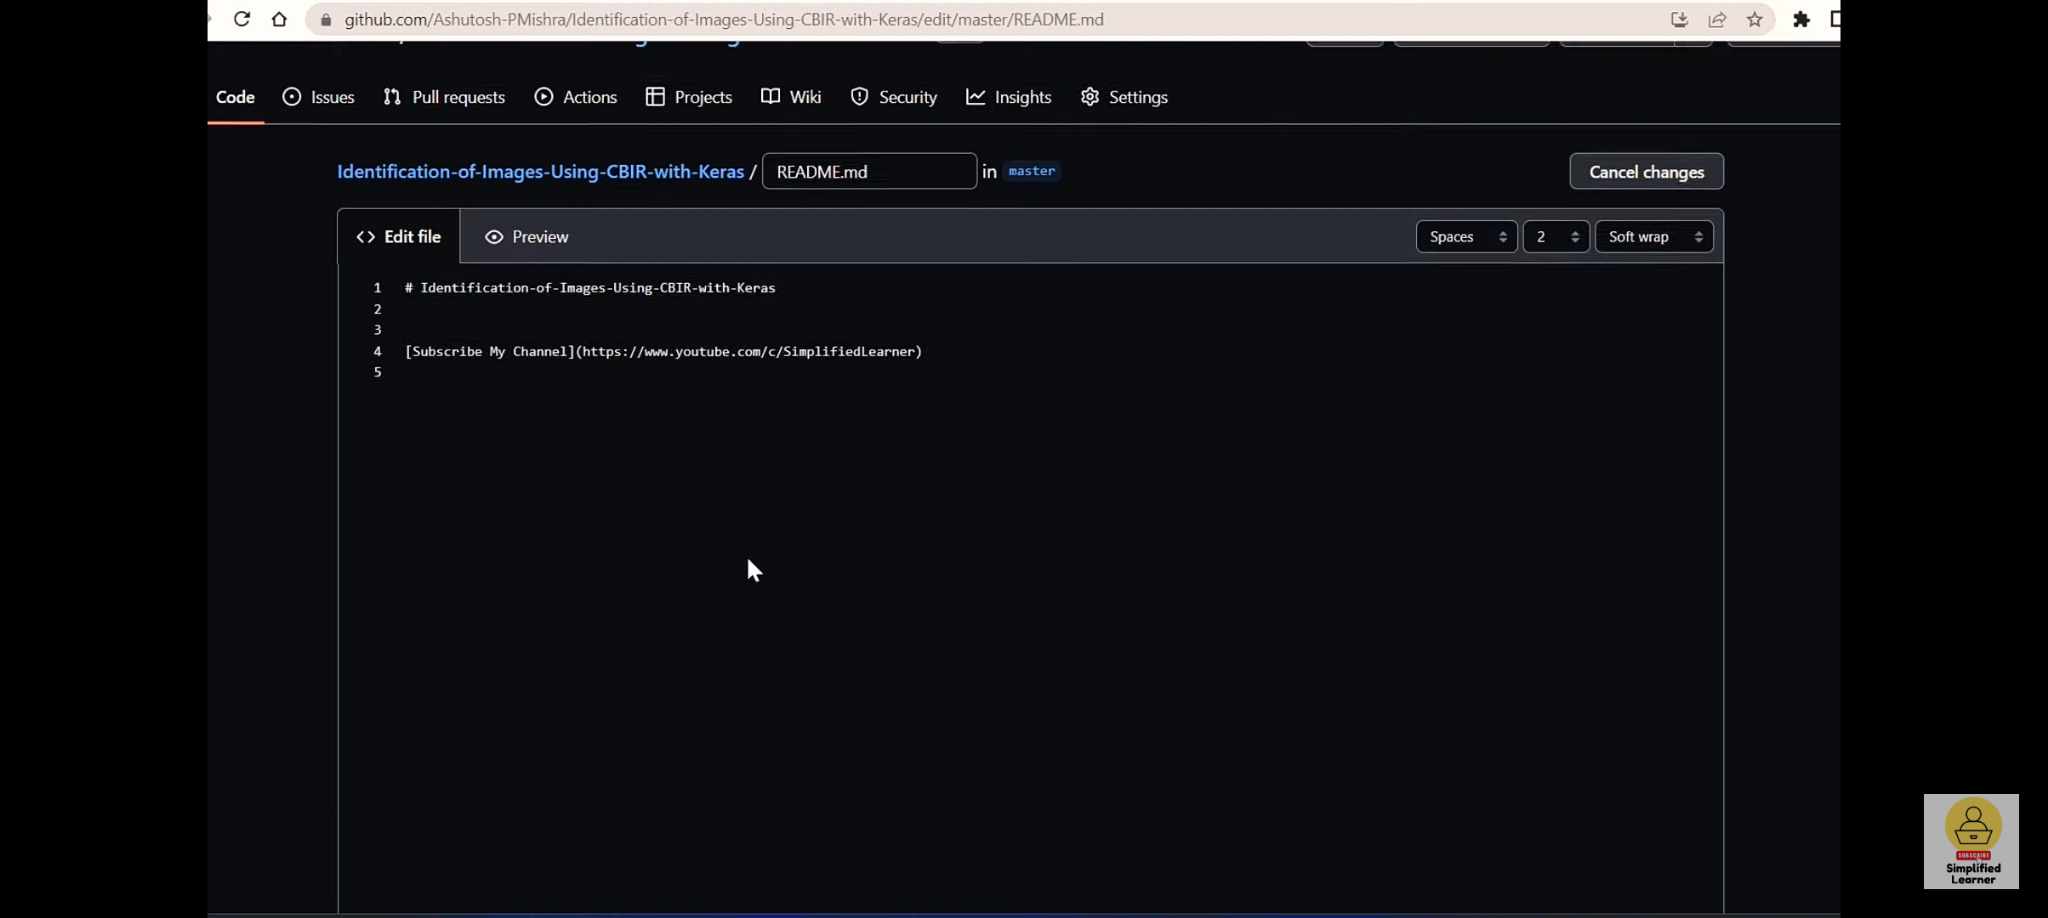 github.com/Ashutosh-PMishra/Identification-of-Images-Using-CBIR-with-Keras/edit/master/README.md
Code Issues Pull requests Actions Projects Wiki Security Insights Settings
Identification-of-Images-Using-CBIR-with-Keras / README.md in master Cancel changes
Edit file Preview Spaces 2 Soft wrap
1 # Identification-of-Images-Using-CBIR-with-Keras
2
3
4 [Subscribe My Channel](https://www.youtube.com/c/SimplifiedLearner)
5
SUBSCRIBE
Simplified
Learner